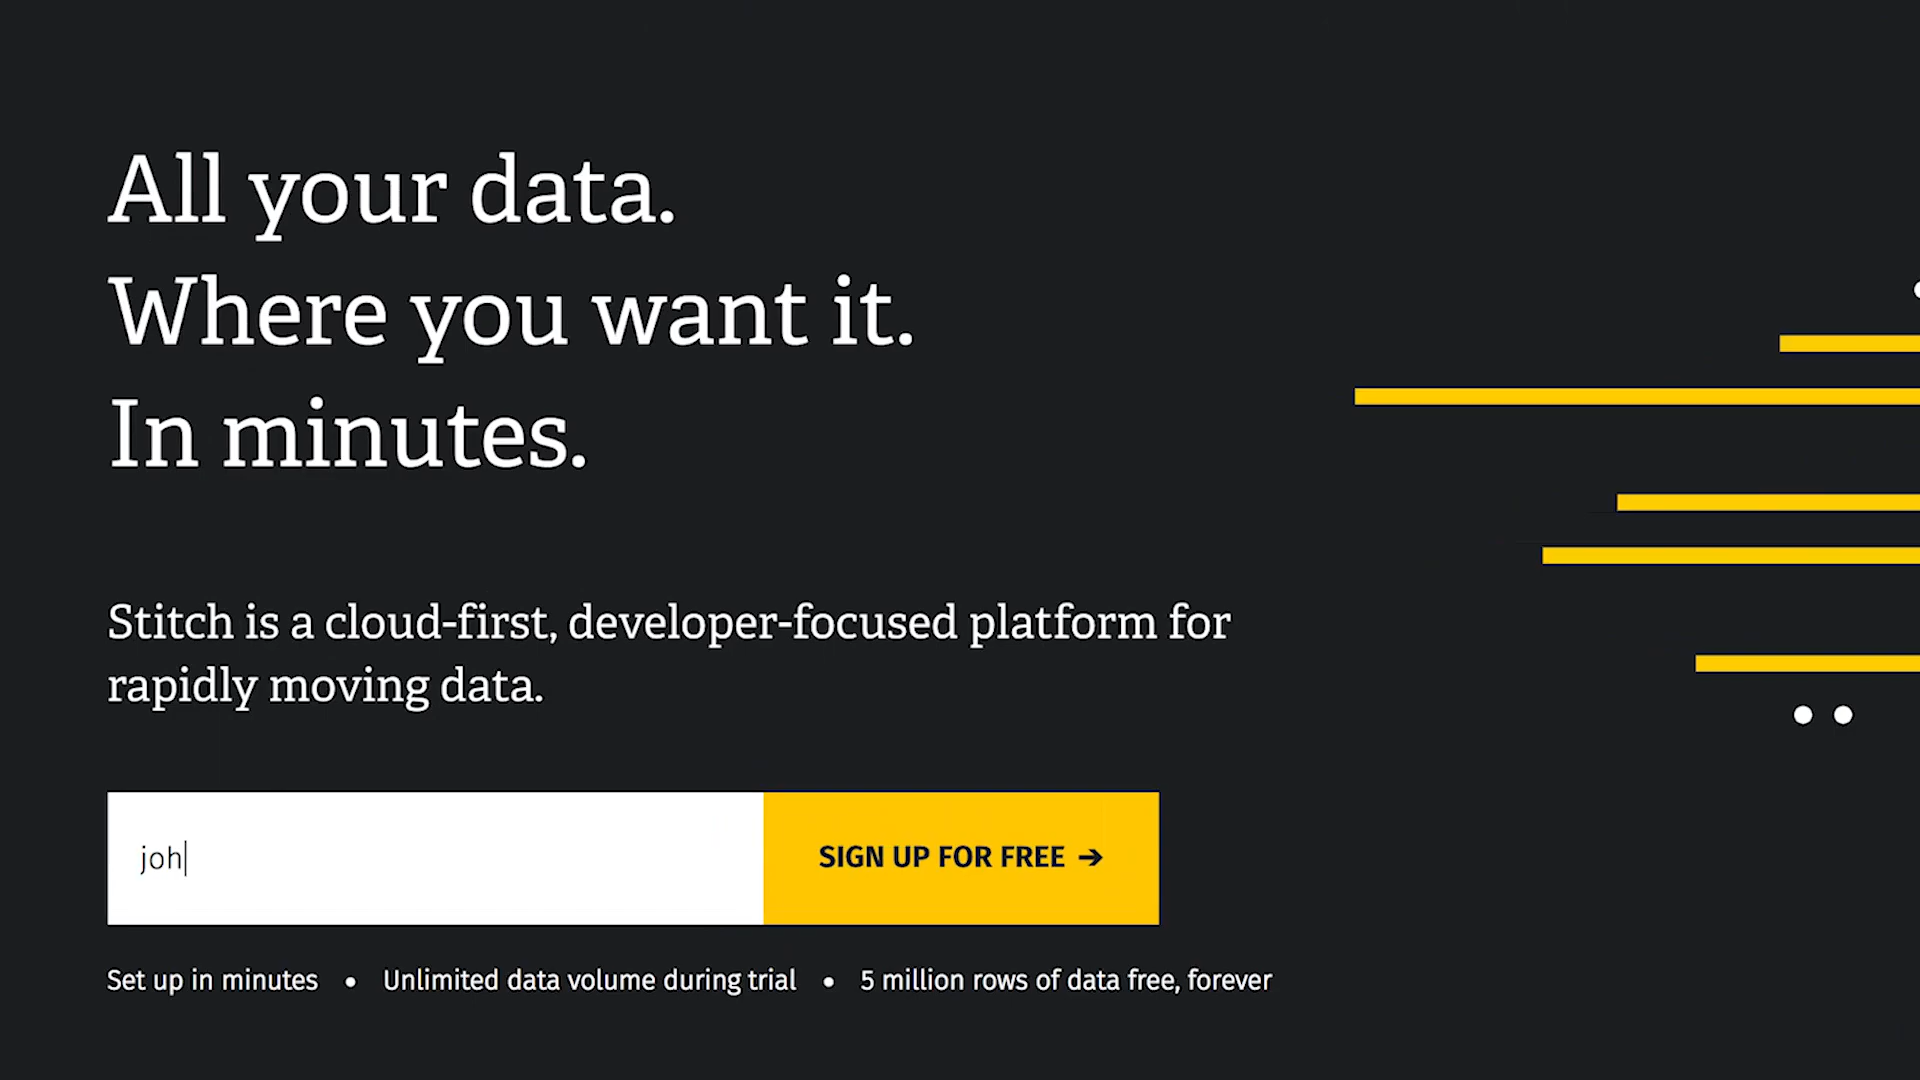 All your data.
Where you want it.
In minutes.
Stitch is a cloud-first, developer-focused platform for
rapidly moving data.
joh
SIGN UP FOR FREE ➔
Set up in minutes • Unlimited data volume during trial • 5 million rows of data free, forever